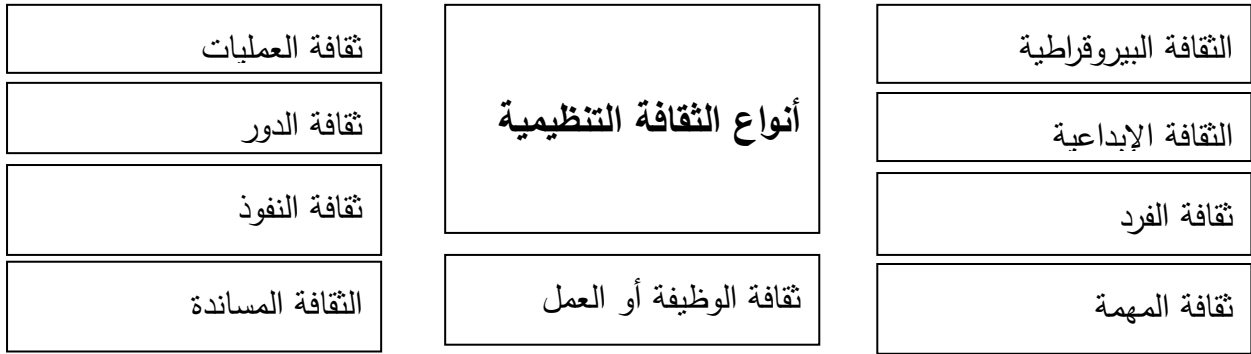 الثقافة البيروقراطية
الثقافة الإبداعية
ثقافة الفرد
ثقافة المهمة
أنواع الثقافة التنظيمية
ثقافة الوظيفة أو العمل
ثقافة العمليات
ثقافة الدور
ثقافة النفوذ
الثقافة المساندة